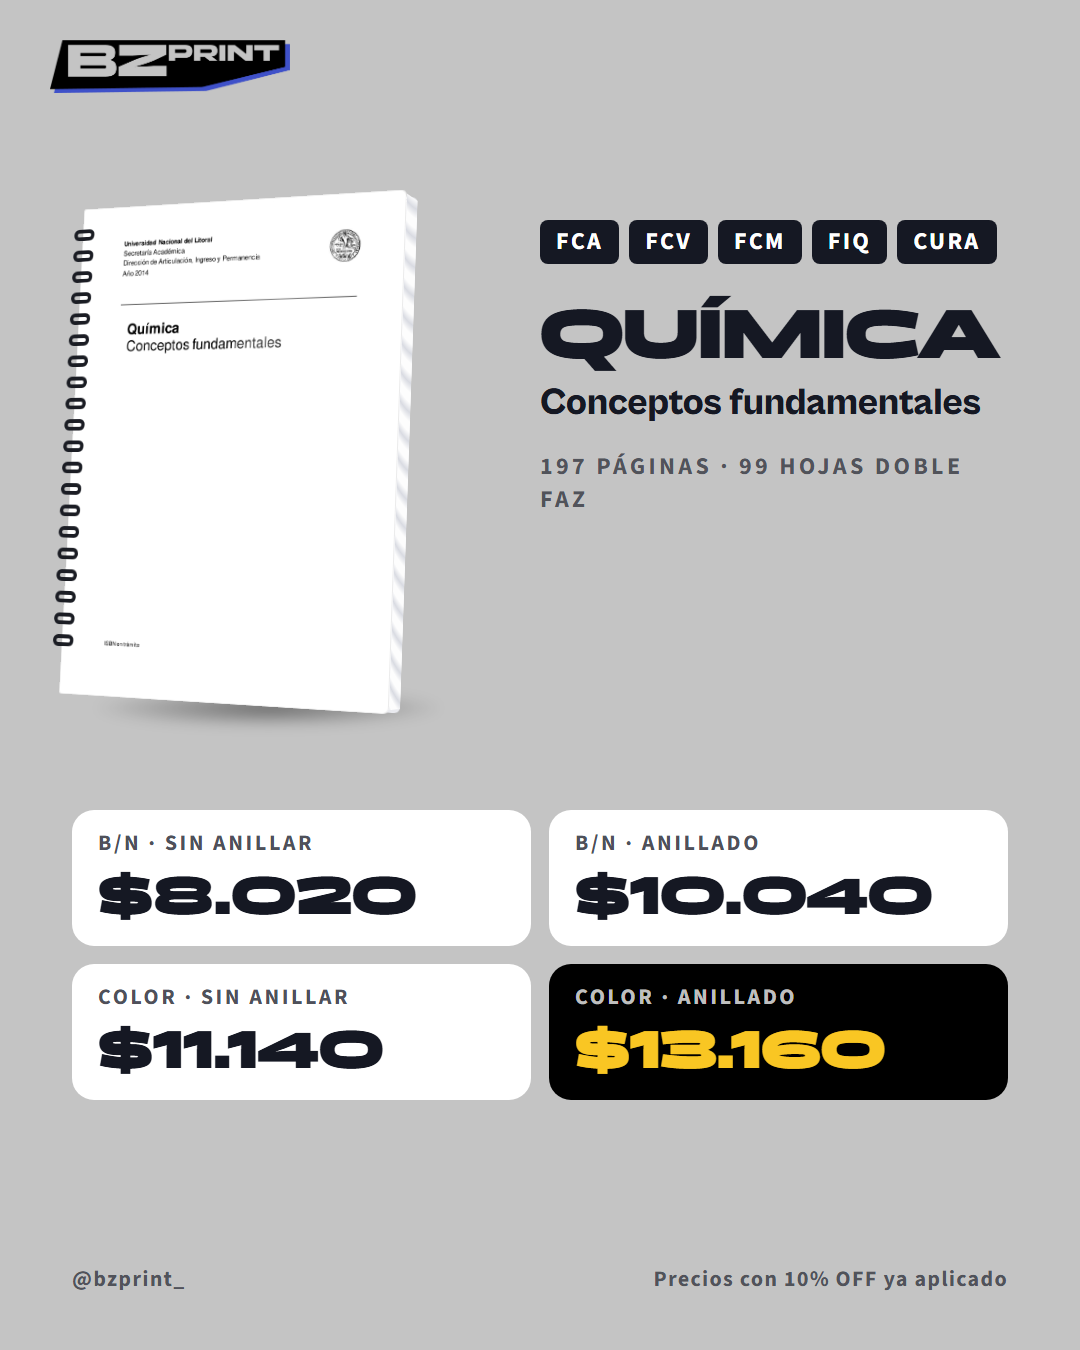 BZPRINT
Universidad Nacional del Litoral
Secretaría Académica
Dirección de Articulación, Ingreso y Permanencia
Año 2014
Química
Conceptos fundamentales
FCA FCV FCM FIQ CURA
QUÍMICA
Conceptos fundamentales
197 PÁGINAS · 99 HOJAS DOBLE
FAZ
B/N · SIN ANILLAR
$8.020
B/N · ANILLADO
$10.040
COLOR · SIN ANILLAR
$11.140
COLOR · ANILLADO
$13.160
@bzprint_
Precios con 10% OFF ya aplicado